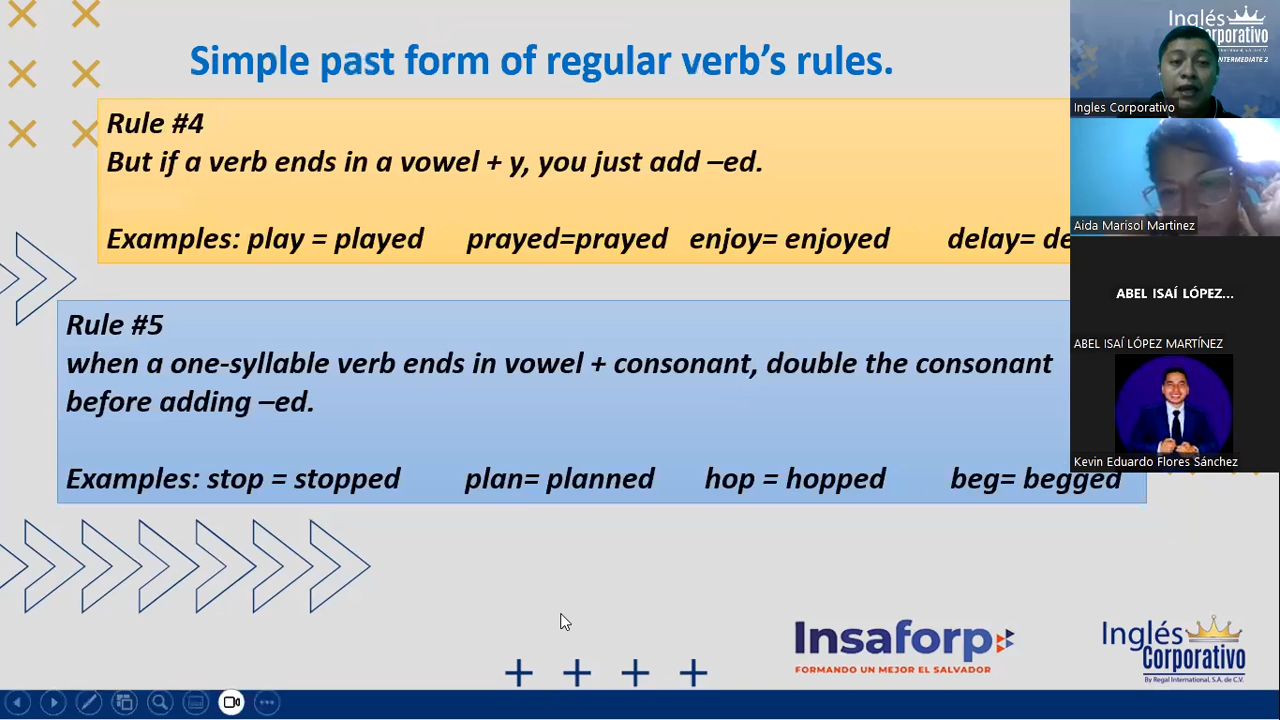 Simple past form of regular verb’s rules.
Rule #4
But if a verb ends in a vowel + y, you just add –ed.
Examples: play = played prayed=prayed enjoy= enjoyed delay= de
Rule #5
when a one-syllable verb ends in vowel + consonant, double the consonant
before adding –ed.
Examples: stop = stopped plan= planned hop = hopped beg= begged
Inglés
Corporativo
INTERMEDIATE 2
Ingles Corporativo
Aida Marisol Martinez
ABEL ISAÍ LÓPEZ...
ABEL ISAÍ LÓPEZ MARTÍNEZ
Kevin Eduardo Flores Sánchez
Insaforp
FORMANDO UN MEJOR EL SALVADOR
Inglés
Corporativo
By Regal International, S.A. de C.V.